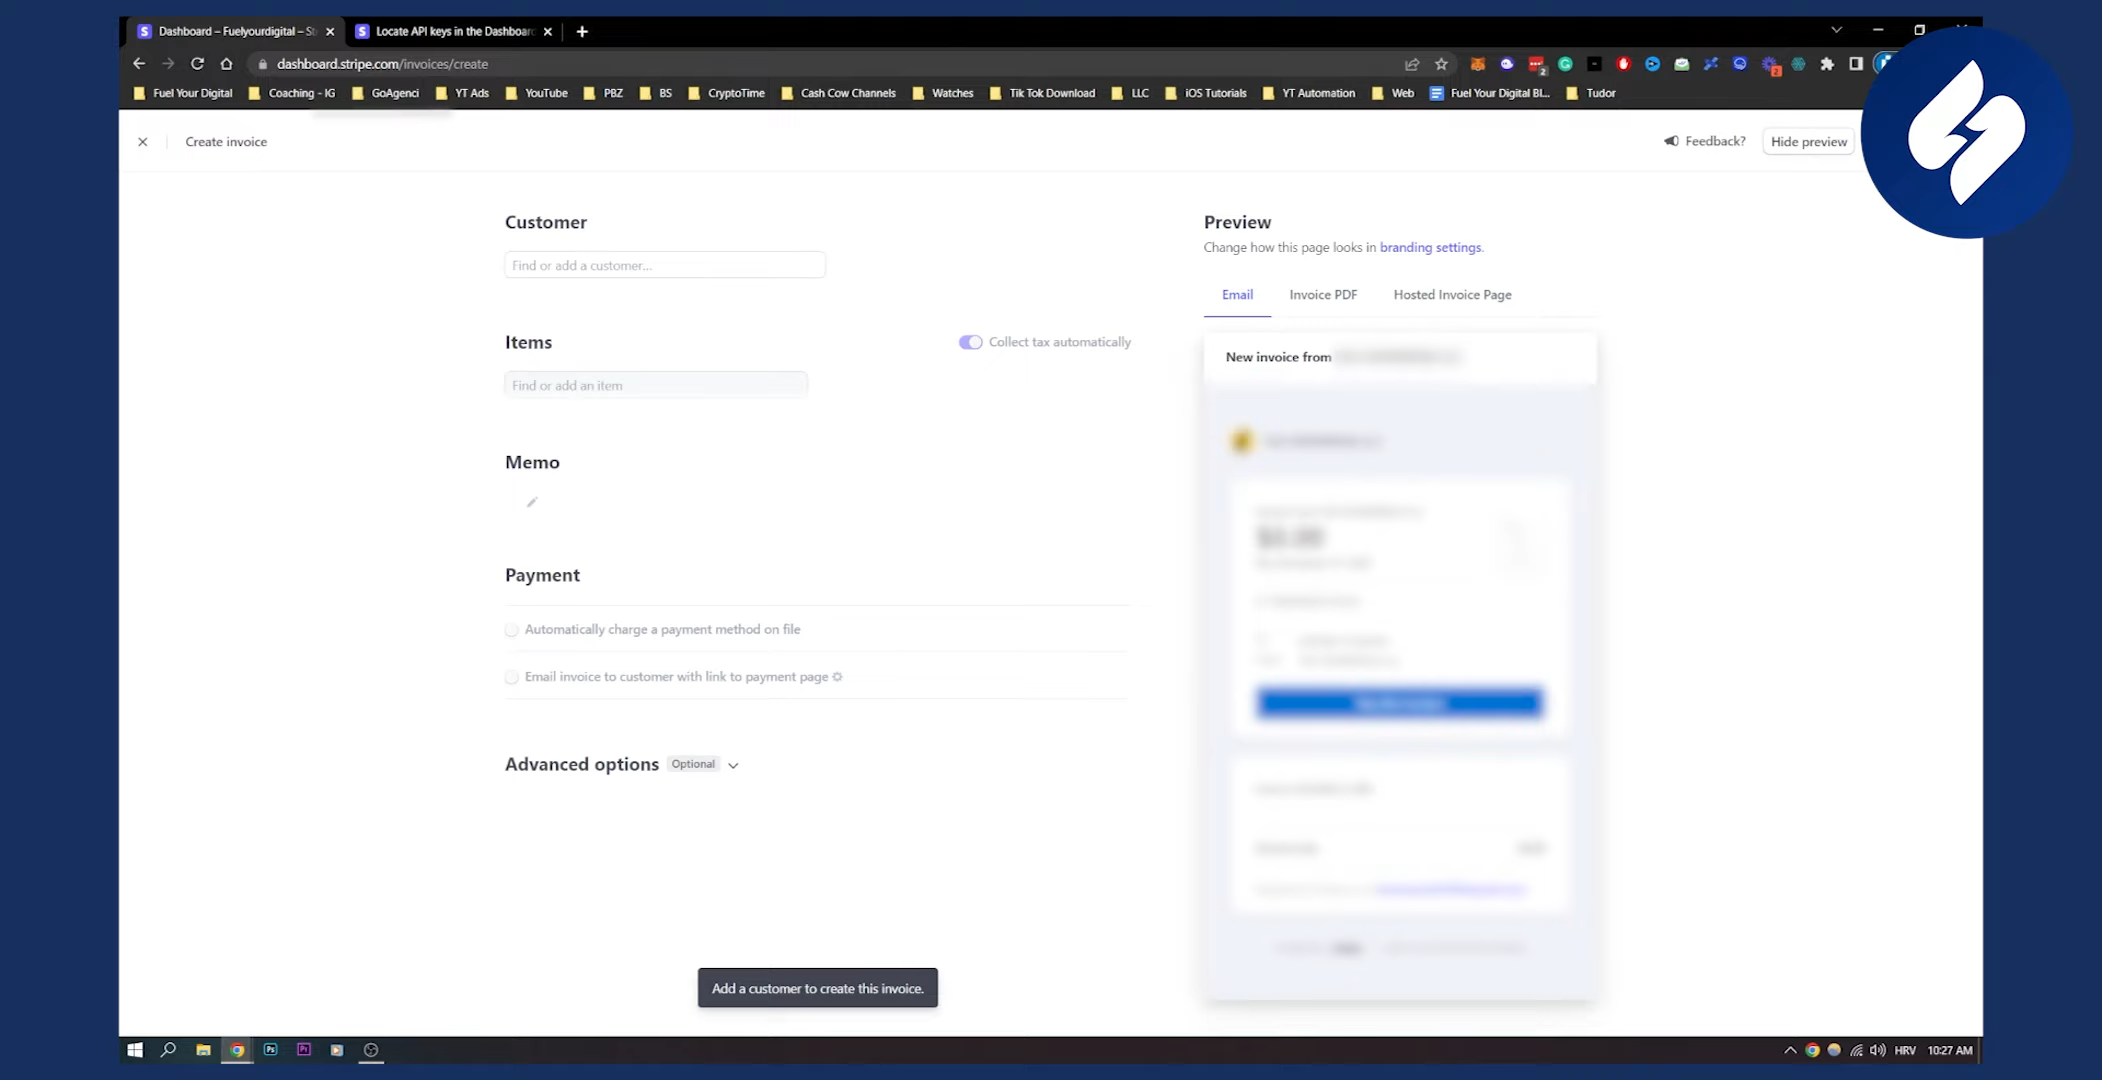 Dashboard – Fuelyourdigital – St
Locate API keys in the Dashboard
dashboard.stripe.com/invoices/create
Fuel Your Digital
Coaching - IG
GoAgenci
YT Ads
YouTube
PBZ
BS
CryptoTime
Cash Cow Channels
Watches
Tik Tok Download
LLC
iOS Tutorials
YT Automation
Web
Fuel Your Digital Bl...
Tudor
Create invoice
Feedback?
Hide preview
Customer
Find or add a customer...
Items
Collect tax automatically
Find or add an item
Memo
Payment
Automatically charge a payment method on file
Email invoice to customer with link to payment page
Advanced options Optional
Add a customer to create this invoice.
Preview
Change how this page looks in branding settings.
Email
Invoice PDF
Hosted Invoice Page
New invoice from
$0.00
HRV
10:27 AM